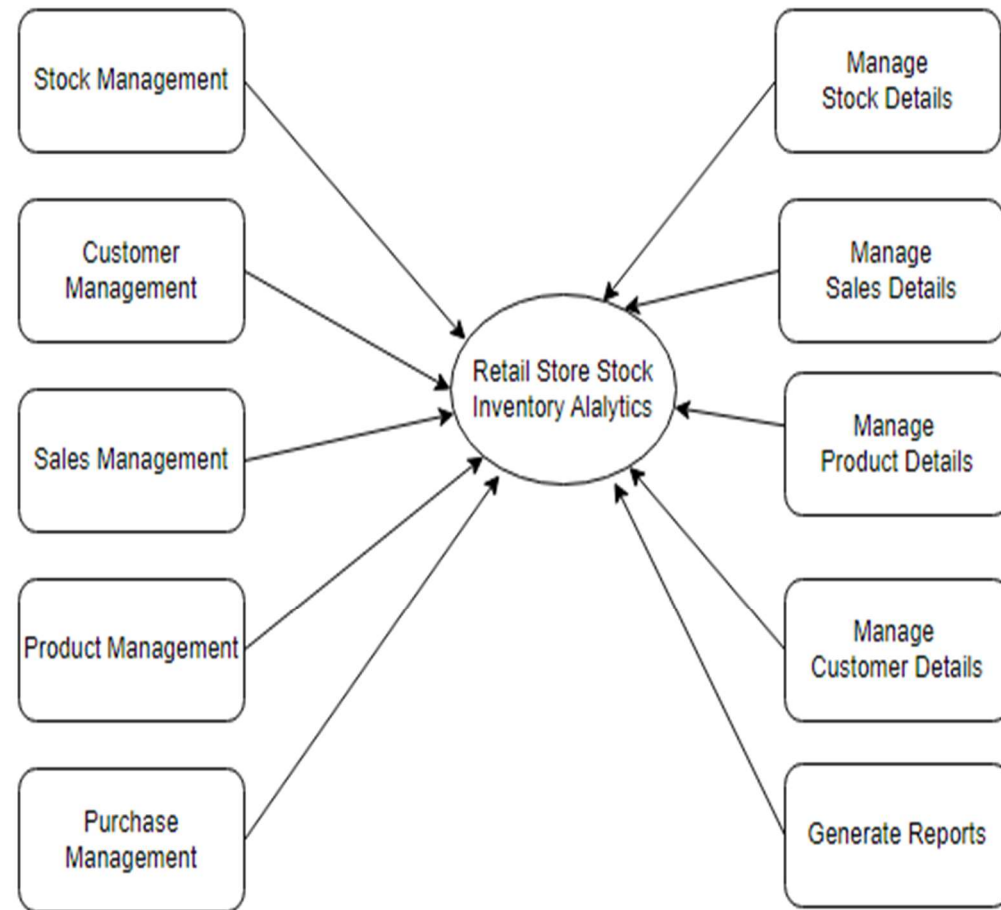 Stock Management
Customer
Management
Sales Management
Product Management
Purchase
Management
Retail Store Stock
Inventory Alalytics
Manage
Stock Details
Manage
Sales Details
Manage
Product Details
Manage
Customer Details
Generate Reports